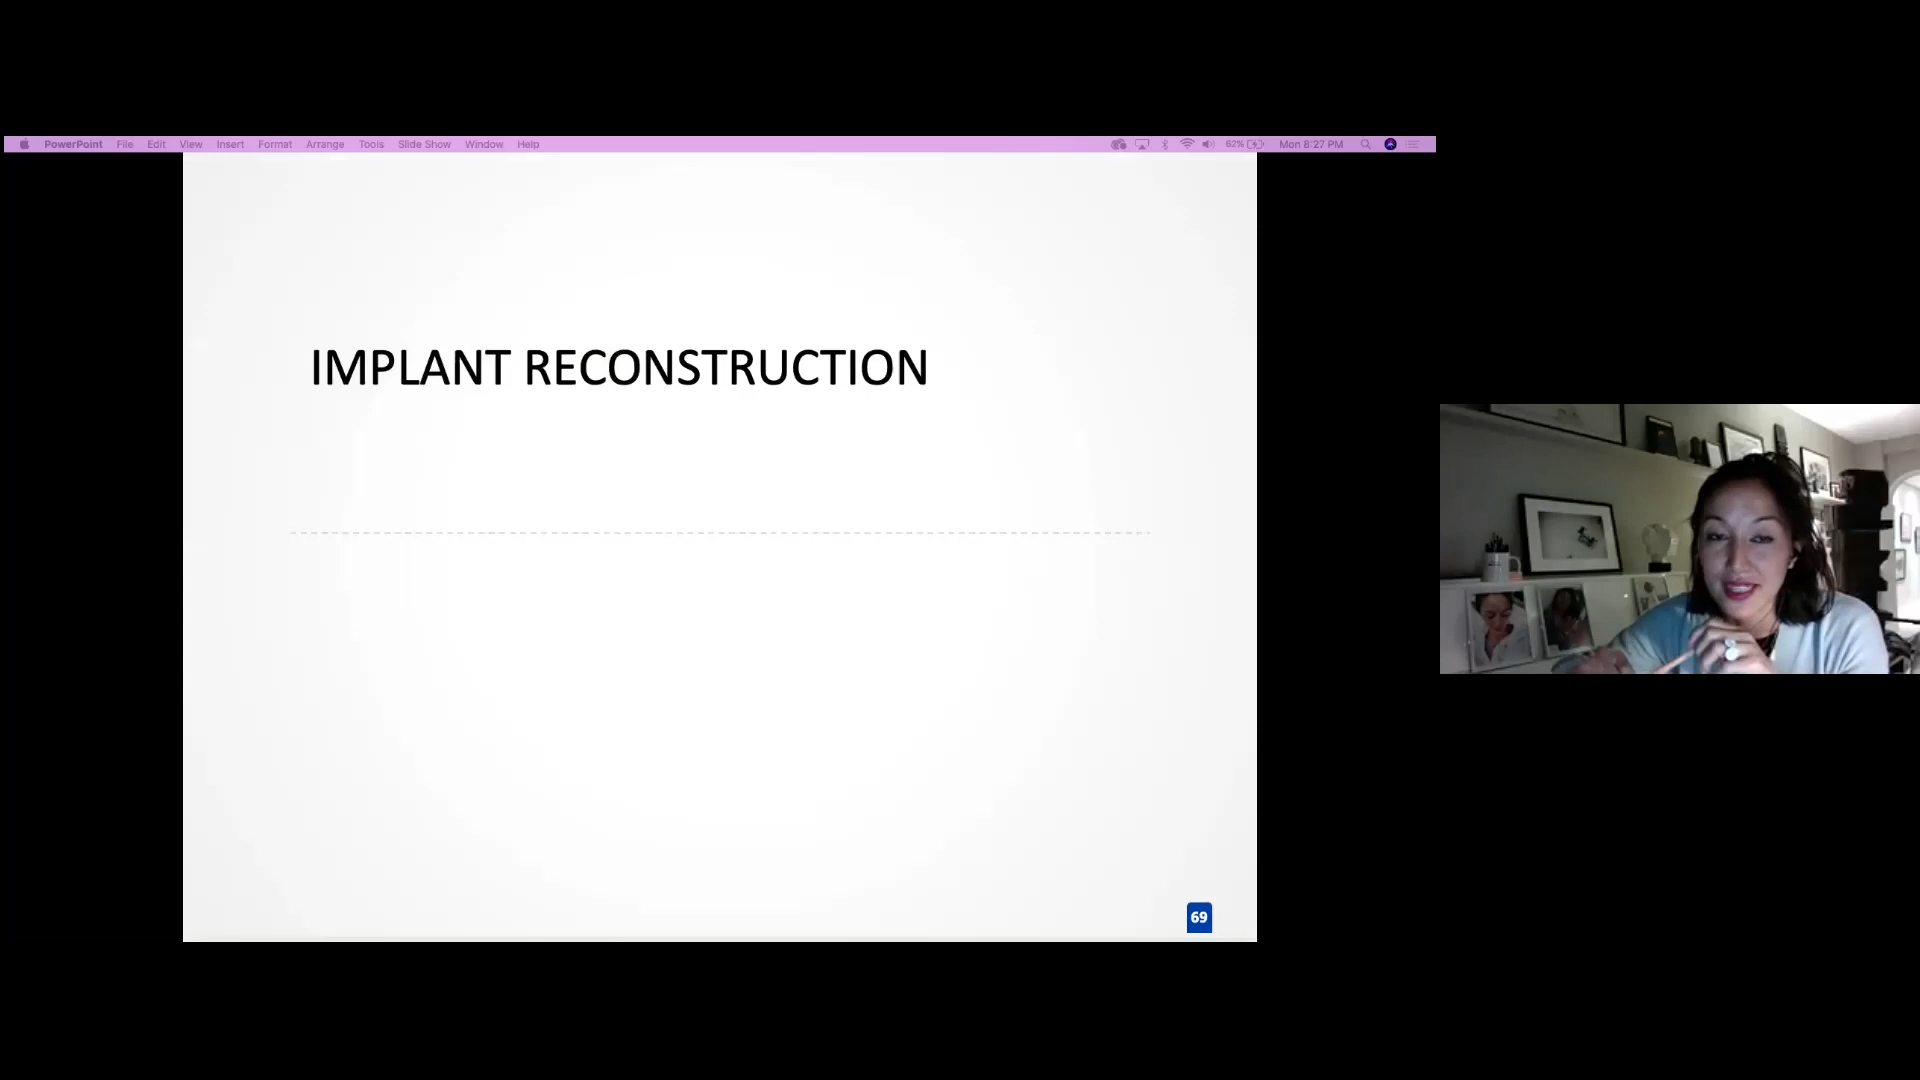 PowerPoint File Edit View Insert Format Arrange Tools Slide Show Window Help 62% Mon 8:27 PM
IMPLANT RECONSTRUCTION
69